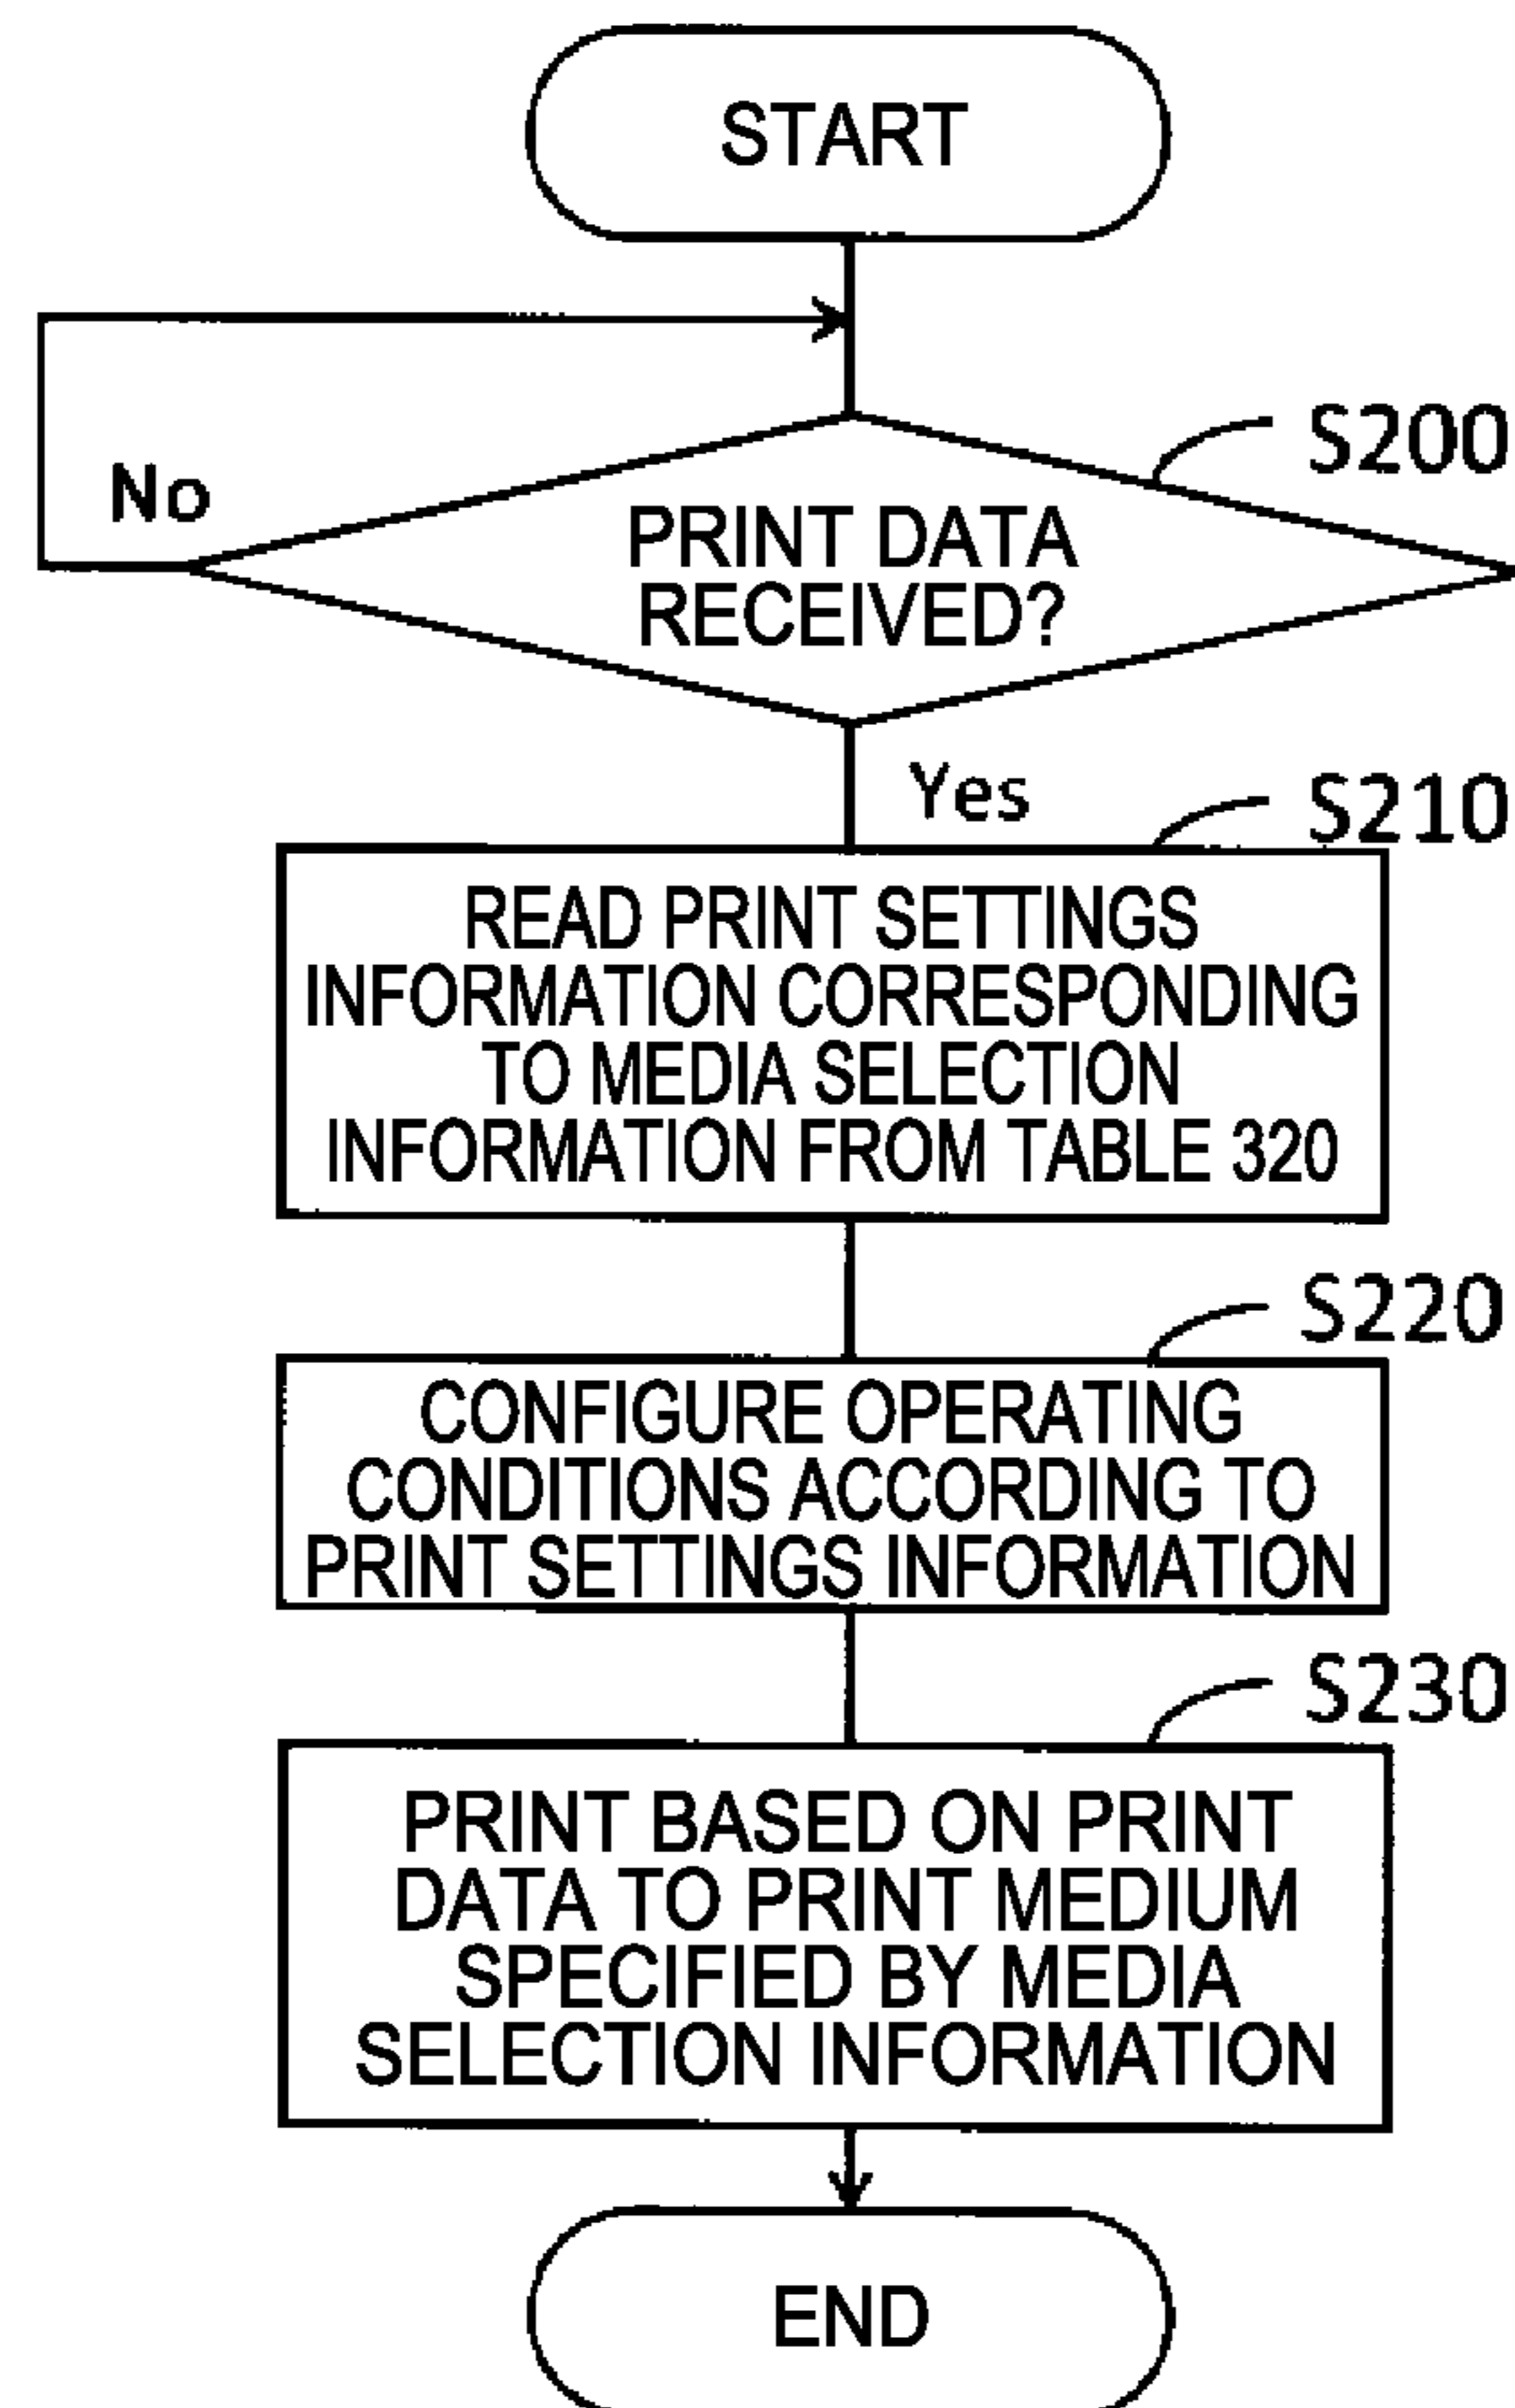 START
S200
No
PRINT DATA
RECEIVED?
Yes
S210
READ PRINT SETTINGS
INFORMATION CORRESPONDING
TO MEDIA SELECTION
INFORMATION FROM TABLE 320
S220
CONFIGURE OPERATING
CONDITIONS ACCORDING TO
PRINT SETTINGS INFORMATION
S230
PRINT BASED ON PRINT
DATA TO PRINT MEDIUM
SPECIFIED BY MEDIA
SELECTION INFORMATION
END